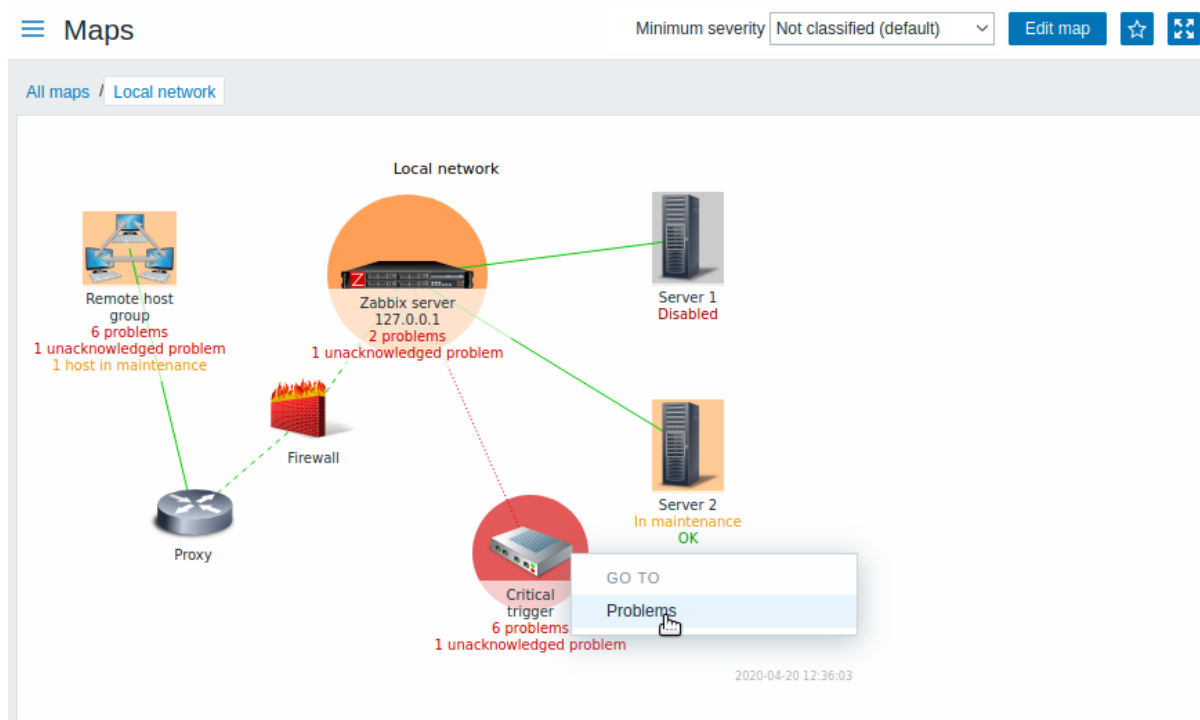 Maps
Minimum severity Not classified (default)
Edit map
All maps / Local network
Local network
Remote host
group
6 problems
1 unacknowledged problem
1 host in maintenance
Z
Zabbix server
127.0.0.1
2 problems
1 unacknowledged problem
Server 1
Disabled
Firewall
Proxy
Server 2
In maintenance
OK
Critical
trigger
6 problems
1 unacknowledged problem
GO TO
Problems
2020-04-20 12:36:03